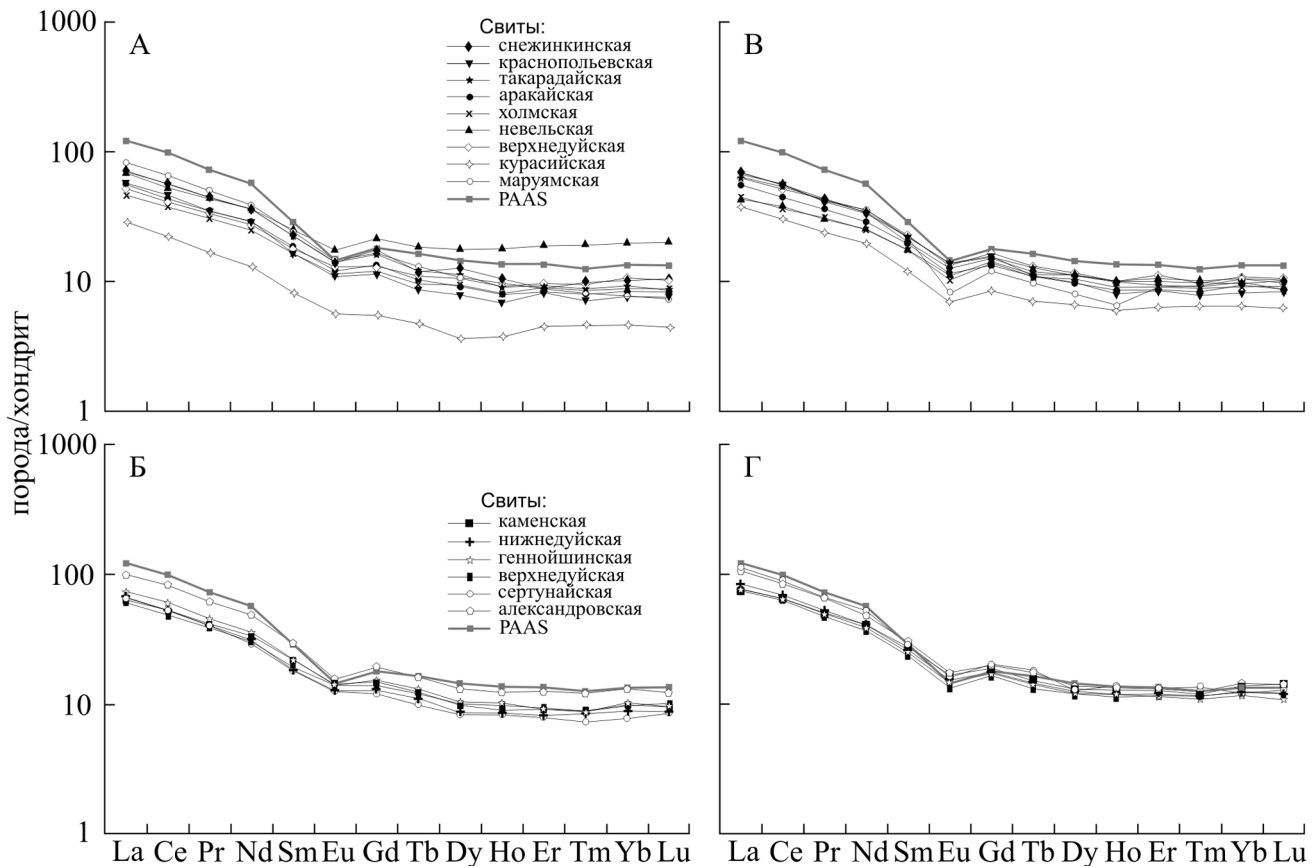 порода/хондрит
1000
100
10
1
А
Свиты:
снежинкинская
краснопольевская
такарадайская
аракайская
холмская
невельская
верхнедуйская
курасийская
маруямская
PAAS
В
1000
100
10
1
Б
Свиты:
каменская
нижнедуйская
геннойшинская
верхнедуйская
сертунайская
александровская
PAAS
Г
La Ce Pr Nd Sm Eu Gd Tb Dy Ho Er Tm Yb Lu
La Ce Pr Nd Sm Eu Gd Tb Dy Ho Er Tm Yb Lu